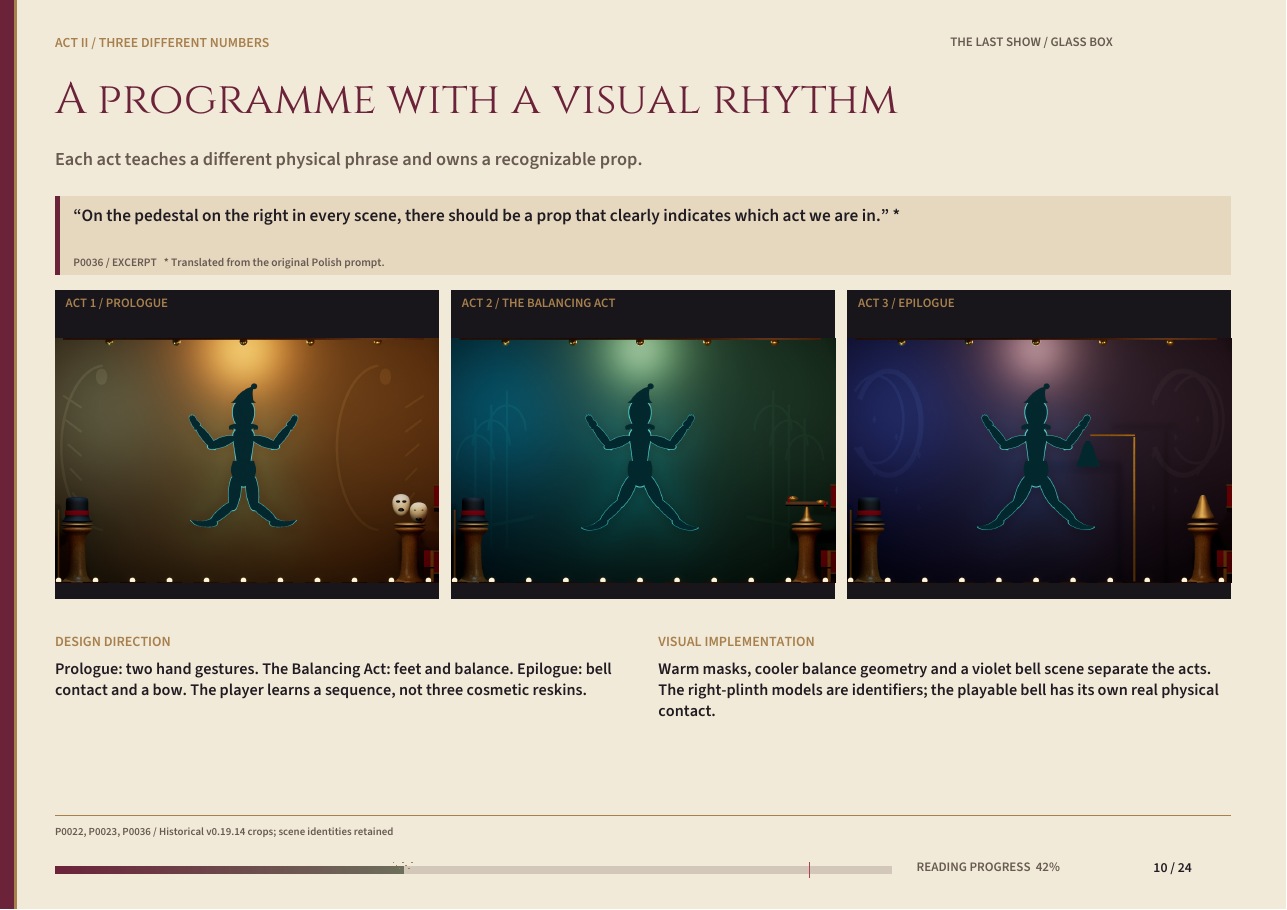 ACT II / THREE DIFFERENT NUMBERS
THE LAST SHOW / GLASS BOX
A PROGRAMME WITH A VISUAL RHYTHM
Each act teaches a different physical phrase and owns a recognizable prop.
“On the pedestal on the right in every scene, there should be a prop that clearly indicates which act we are in.” *
P0036 / EXCERPT * Translated from the original Polish prompt.
ACT 1 / PROLOGUE
ACT 2 / THE BALANCING ACT
ACT 3 / EPILOGUE
DESIGN DIRECTION
Prologue: two hand gestures. The Balancing Act: feet and balance. Epilogue: bell
contact and a bow. The player learns a sequence, not three cosmetic reskins.
VISUAL IMPLEMENTATION
Warm masks, cooler balance geometry and a violet bell scene separate the acts.
The right-plinth models are identifiers; the playable bell has its own real physical
contact.
P0022, P0023, P0036 / Historical v0.19.14 crops; scene identities retained
READING PROGRESS 42%
10 / 24